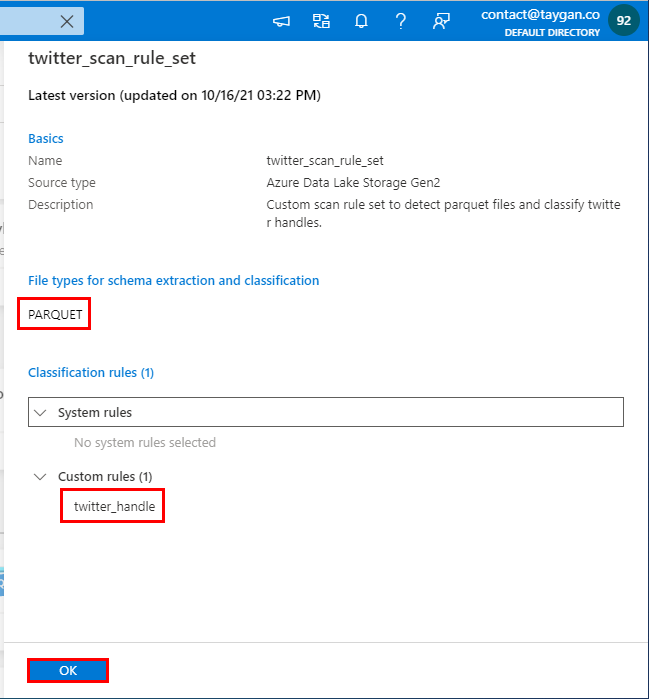 contact@taygan.co
DEFAULT DIRECTORY
92
twitter_scan_rule_set
Latest version (updated on 10/16/21 03:22 PM)
Basics
Name twitter_scan_rule_set
Source type Azure Data Lake Storage Gen2
Description Custom scan rule set to detect parquet files and classify twitte
r handles.
File types for schema extraction and classification
PARQUET
Classification rules (1)
System rules
No system rules selected
Custom rules (1)
twitter_handle
OK